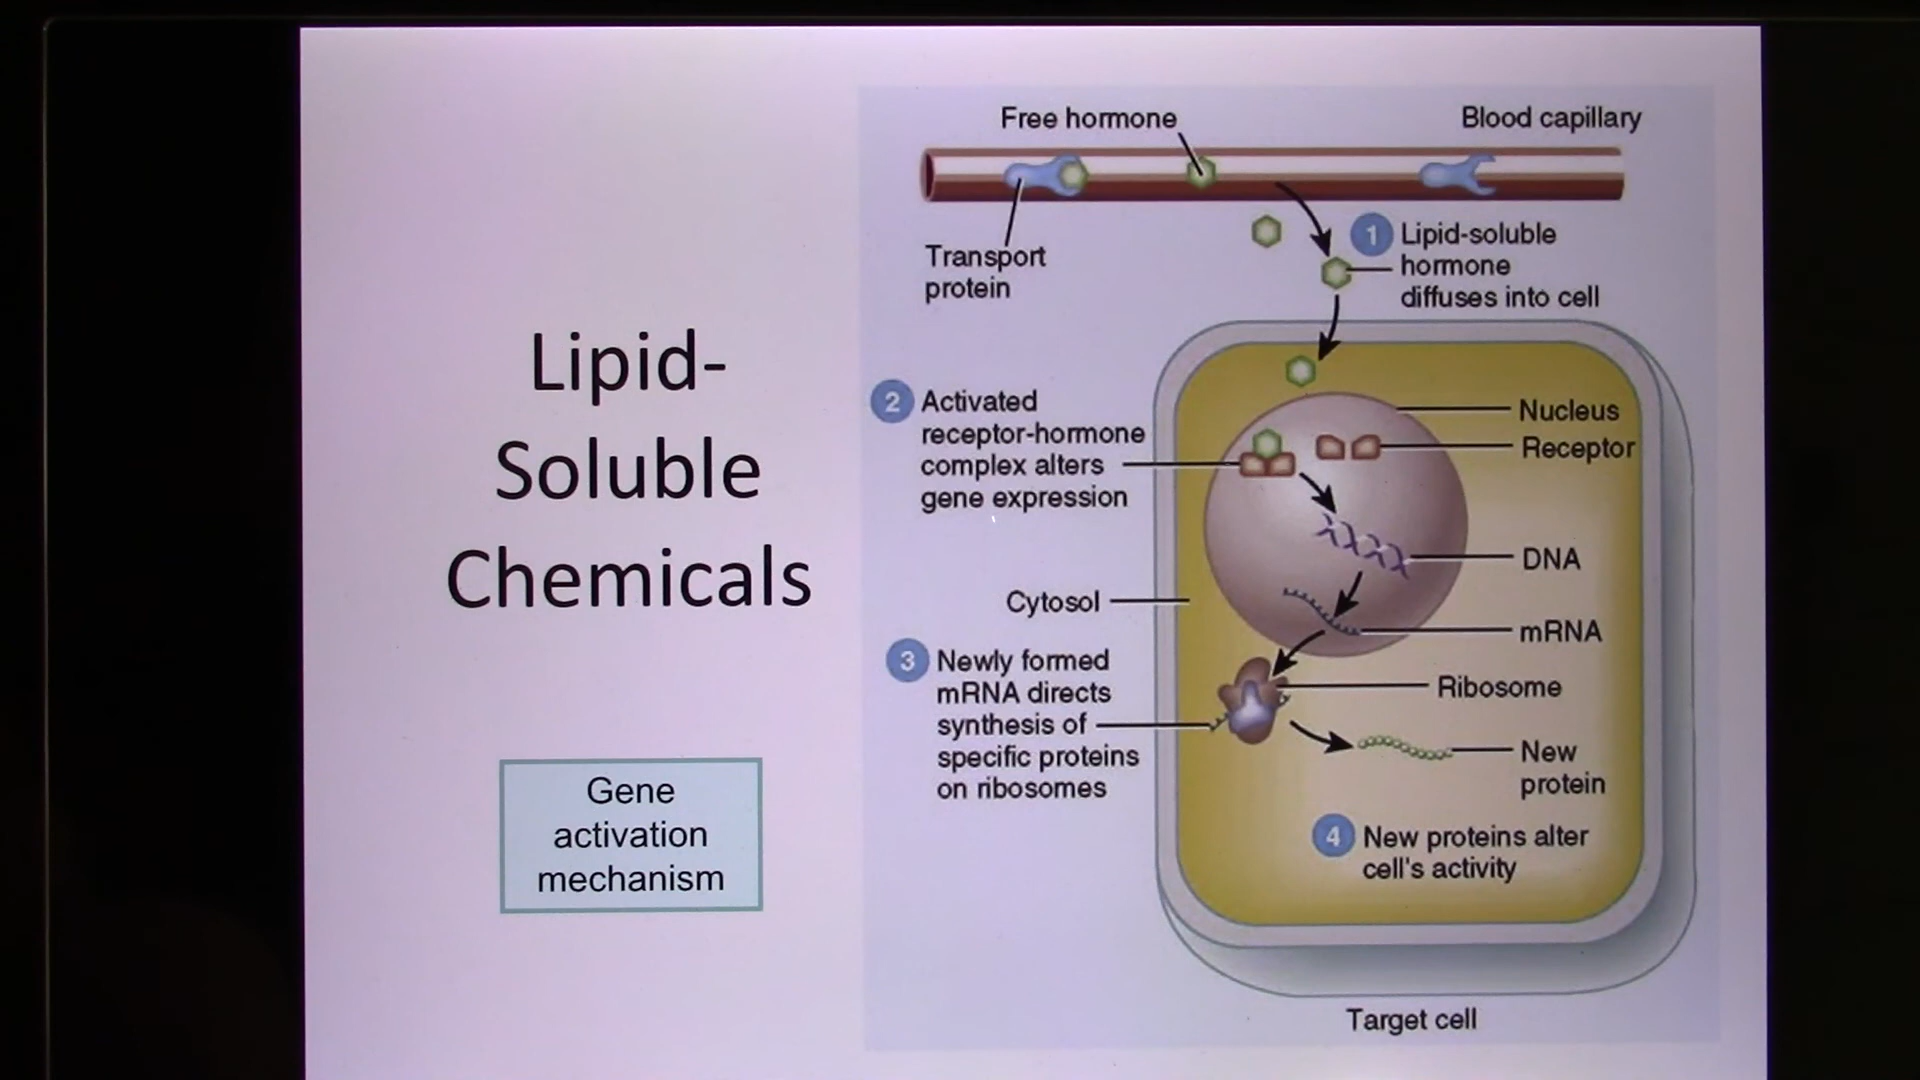 Lipid-
Soluble
Chemicals
Gene
activation
mechanism
Free hormone
Blood capillary
Transport
protein
1 Lipid-soluble
hormone
diffuses into cell
2 Activated
receptor-hormone
complex alters
gene expression
Nucleus
Receptor
DNA
Cytosol
mRNA
3 Newly formed
mRNA directs
synthesis of
specific proteins
on ribosomes
Ribosome
New
protein
4 New proteins alter
cell's activity
Target cell